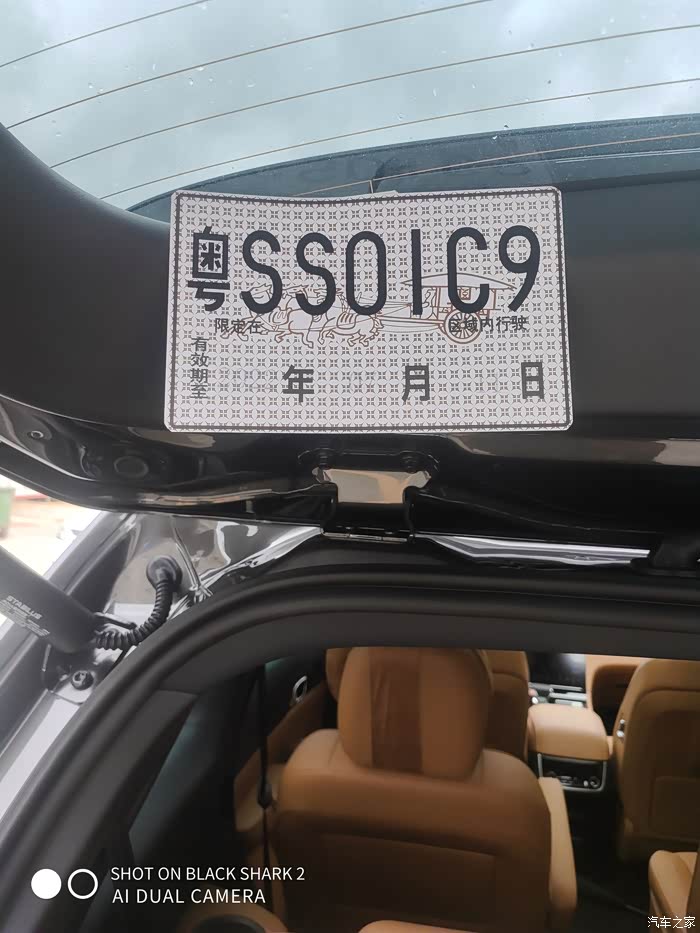 粤SS01C9
限定在 区域内行驶
有效期至 年 月 日
STABILUS
SHOT ON BLACK SHARK 2
AI DUAL CAMERA
汽车之家